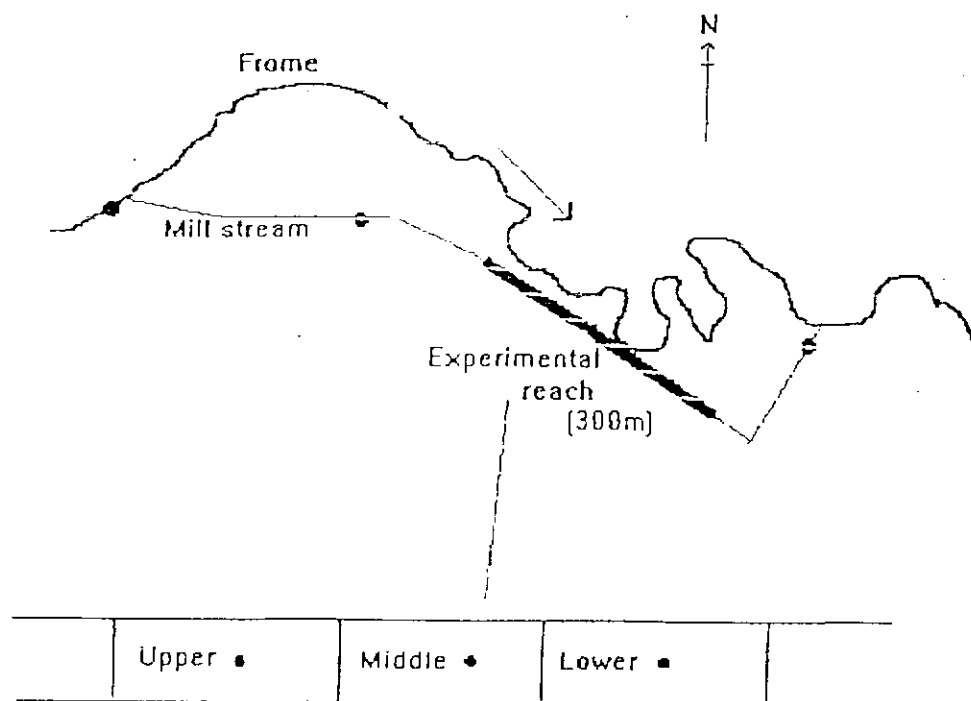 N
Frome
Mill stream
Experimental
reach
(300m)
Upper
Middle
Lower